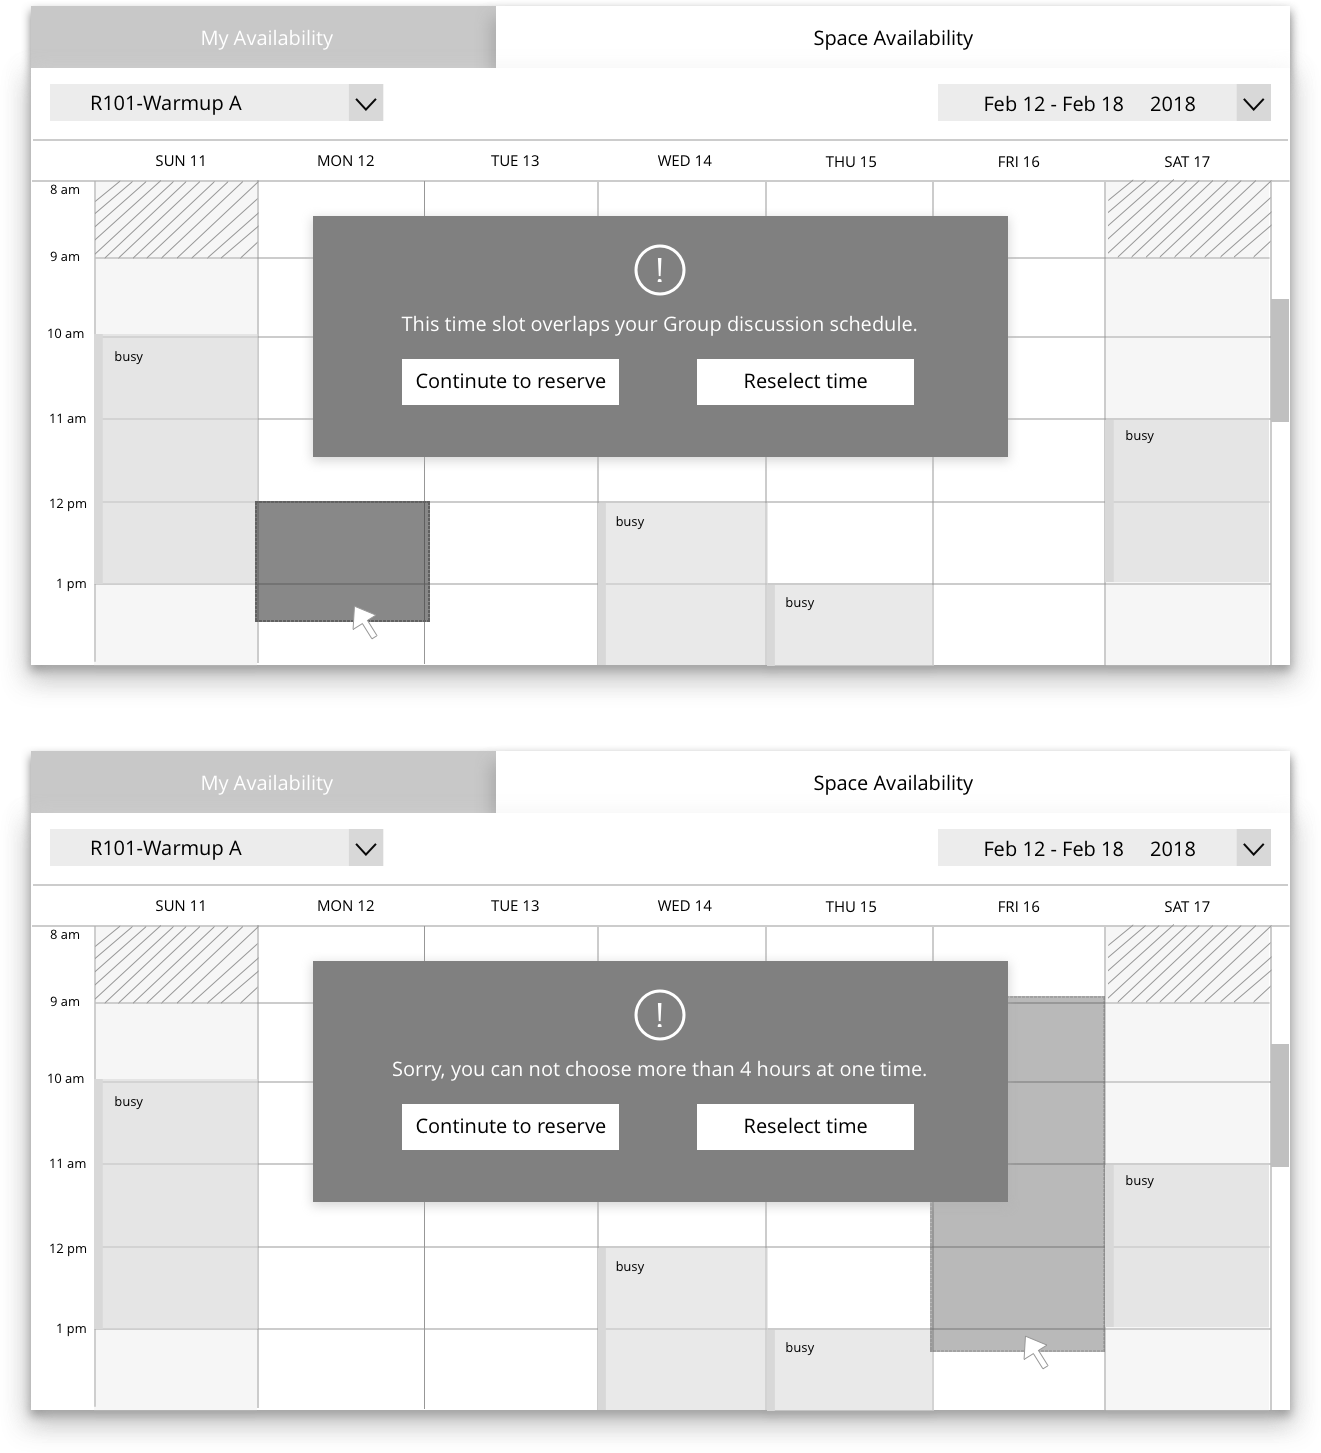 My Availability
Space Availability
R101-Warmup A
Feb 12 - Feb 18 2018
SUN 11
MON 12
TUE 13
WED 14
THU 15
FRI 16
SAT 17
8 am
9 am
!
This time slot overlaps your Group discussion schedule.
10 am
busy
Continute to reserve
Reselect time
11 am
busy
12 pm
busy
1 pm
busy
My Availability
Space Availability
R101-Warmup A
Feb 12 - Feb 18 2018
SUN 11
MON 12
TUE 13
WED 14
THU 15
FRI 16
SAT 17
8 am
9 am
!
Sorry, you can not choose more than 4 hours at one time.
10 am
busy
Continute to reserve
Reselect time
11 am
busy
12 pm
busy
1 pm
busy